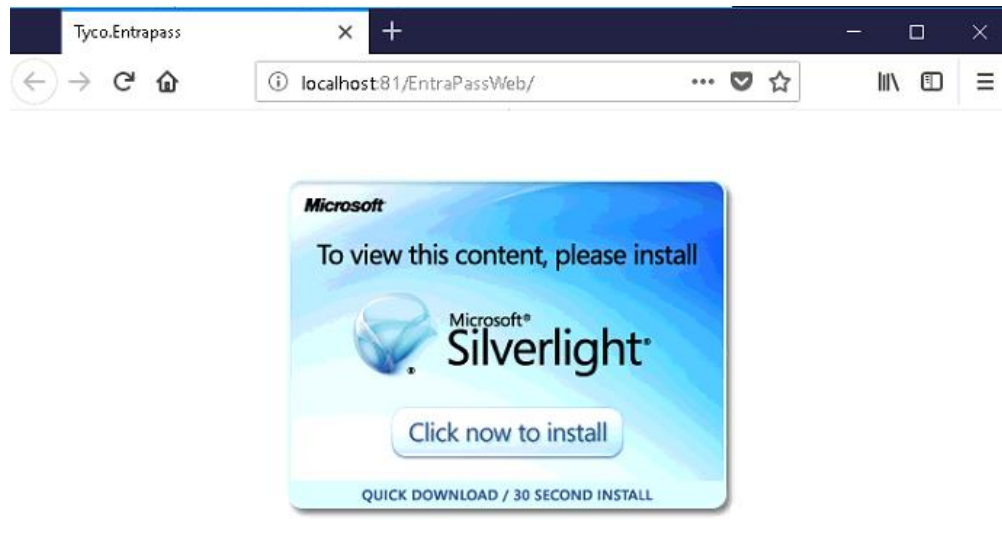 Tyco.Entrapass
localhost:81/EntraPassWeb/
Microsoft
To view this content, please install
Microsoft®
Silverlight®
Click now to install
QUICK DOWNLOAD / 30 SECOND INSTALL